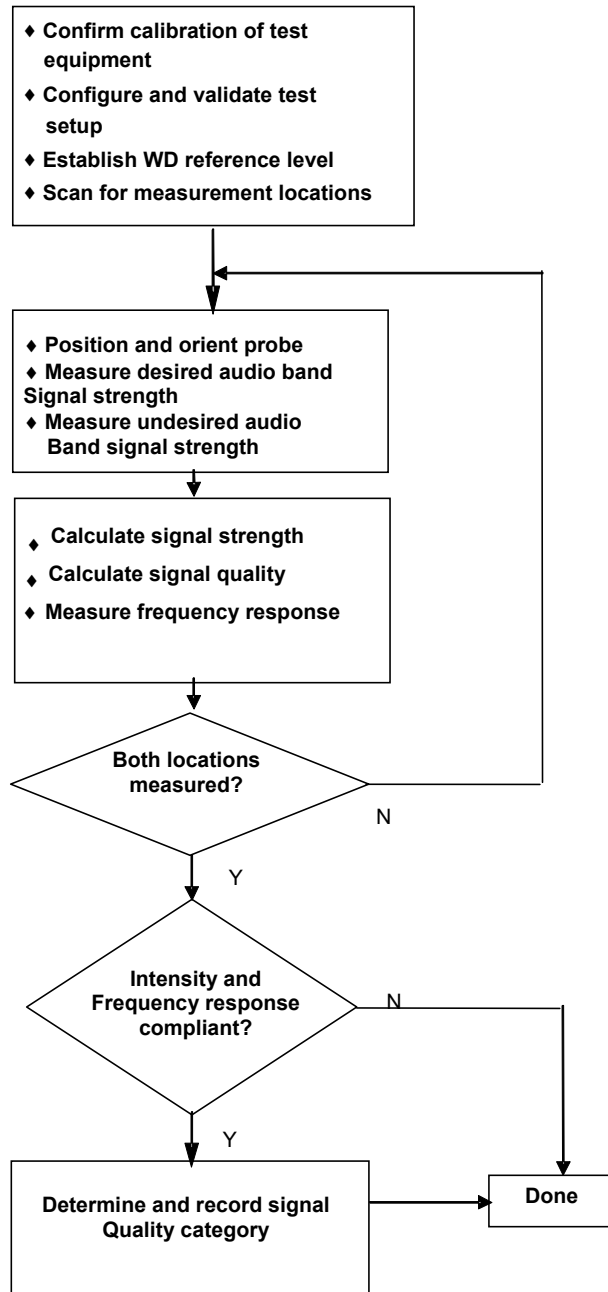 ♦ Confirm calibration of test
equipment
♦ Configure and validate test
setup
♦ Establish WD reference level
♦ Scan for measurement locations
♦ Position and orient probe
♦ Measure desired audio band
Signal strength
♦ Measure undesired audio
Band signal strength
♦ Calculate signal strength
♦ Calculate signal quality
♦ Measure frequency response
Both locations
measured?
N
Y
Intensity and
Frequency response
compliant?
N
Y
Determine and record signal
Quality category
Done